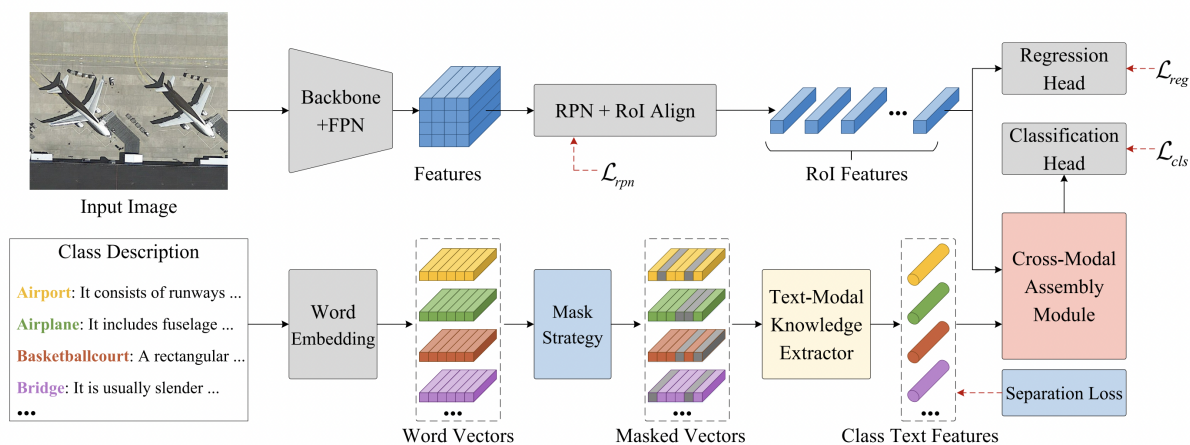 Input Image
Backbone
+FPN
Features
RPN + RoI Align
ℒrpn
•••
RoI Features
Regression
Head
ℒreg
Classification
Head
ℒcls
Class Description
Airport: It consists of runways ...
Airplane: It includes fuselage ...
Basketballcourt: A rectangular ...
Bridge: It is usually slender ...
•••
Word
Embedding
•••
Word Vectors
Mask
Strategy
•••
Masked Vectors
Text-Modal
Knowledge
Extractor
•••
Class Text Features
Cross-Modal
Assembly
Module
Separation Loss